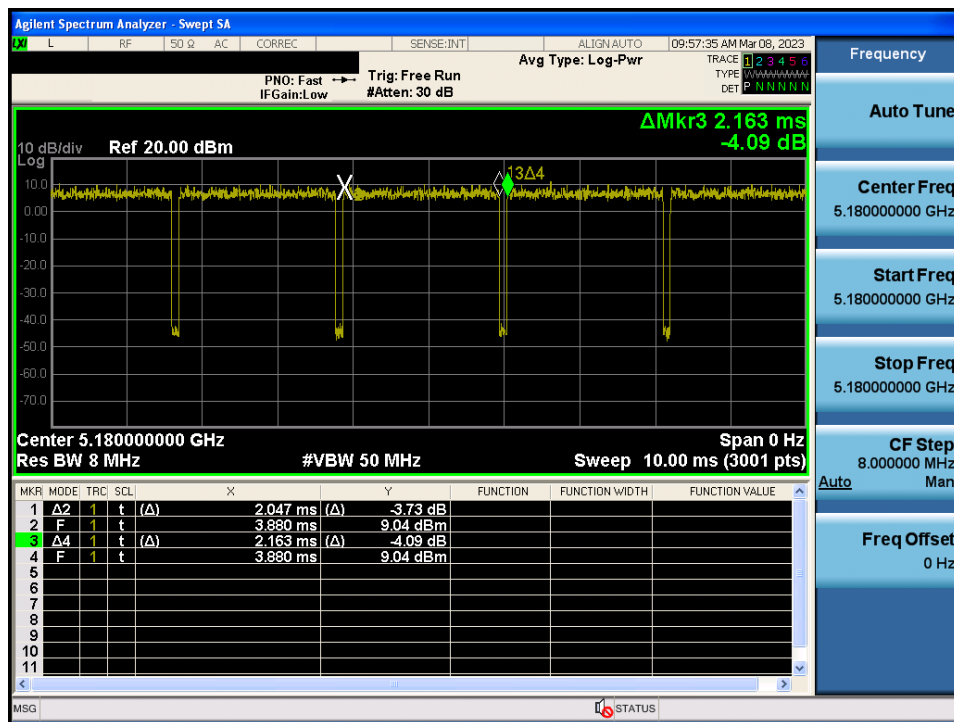 Agilent Spectrum Analyzer - Swept SA
LXI L RF 50 Ω AC CORREC SENSE:INT ALIGN AUTO 09:57:35 AM Mar 08, 2023
Frequency
Avg Type: Log-Pwr
TRACE 1 2 3 4 5 6
PNO: Fast Trig: Free Run
TYPE WWWWWW
IFGain:Low #Atten: 30 dB
DET P N N N N N
Auto Tune
ΔMkr3 2.163 ms
-4.09 dB
10 dB/div Ref 20.00 dBm
Log
10.0
0.00
-10.0
-20.0
-30.0
-40.0
-50.0
-60.0
-70.0
X
13Δ4
Center Freq
5.180000000 GHz
Start Freq
5.180000000 GHz
Stop Freq
5.180000000 GHz
Center 5.180000000 GHz Span 0 Hz
Res BW 8 MHz #VBW 50 MHz Sweep 10.00 ms (3001 pts)
CF Step
8.000000 MHz
Auto Man
Freq Offset
0 Hz
MKR MODE TRC SCL X Y FUNCTION FUNCTION WIDTH FUNCTION VALUE
1 Δ2 1 t (Δ) 2.047 ms (Δ) -3.73 dB
2 F 1 t 3.880 ms 9.04 dBm
3 Δ4 1 t (Δ) 2.163 ms (Δ) -4.09 dB
4 F 1 t 3.880 ms 9.04 dBm
5
6
7
8
9
10
11
MSG STATUS